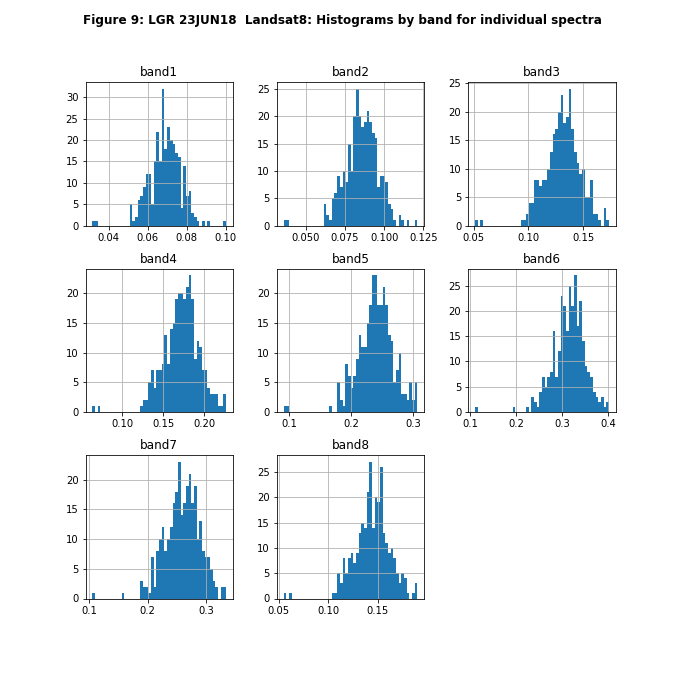 Figure 9: LGR 23JUN18  Landsat8: Histograms by band for individual spectra
band1
30
25
20
15
10
5
0
0.04 0.06 0.08 0.10
band2
25
20
15
10
5
0
0.050 0.075 0.100 0.125
band3
25
20
15
10
5
0
0.05 0.10 0.15
band4
20
15
10
5
0
0.10 0.15 0.20
band5
20
15
10
5
0
0.1 0.2 0.3
band6
25
20
15
10
5
0
0.1 0.2 0.3 0.4
band7
20
15
10
5
0
0.1 0.2 0.3
band8
25
20
15
10
5
0
0.05 0.10 0.15